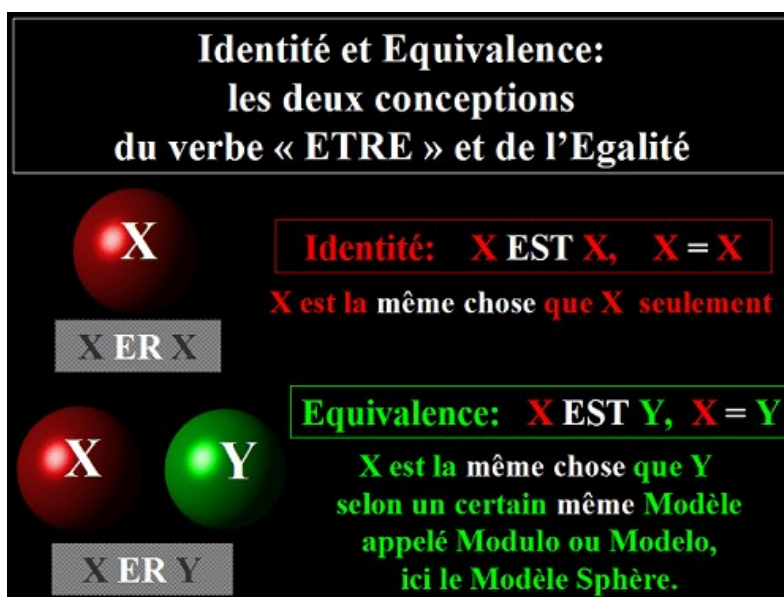 Identité et Equivalence:
les deux conceptions
du verbe « ETRE » et de l'Egalité
X
Identité: X EST X, X = X
X est la même chose que X seulement
X ER X
X Y
Equivalence: X EST Y, X = Y
X est la même chose que Y
selon un certain même Modèle
appelé Modulo ou Modelo,
ici le Modèle Sphère.
X ER Y